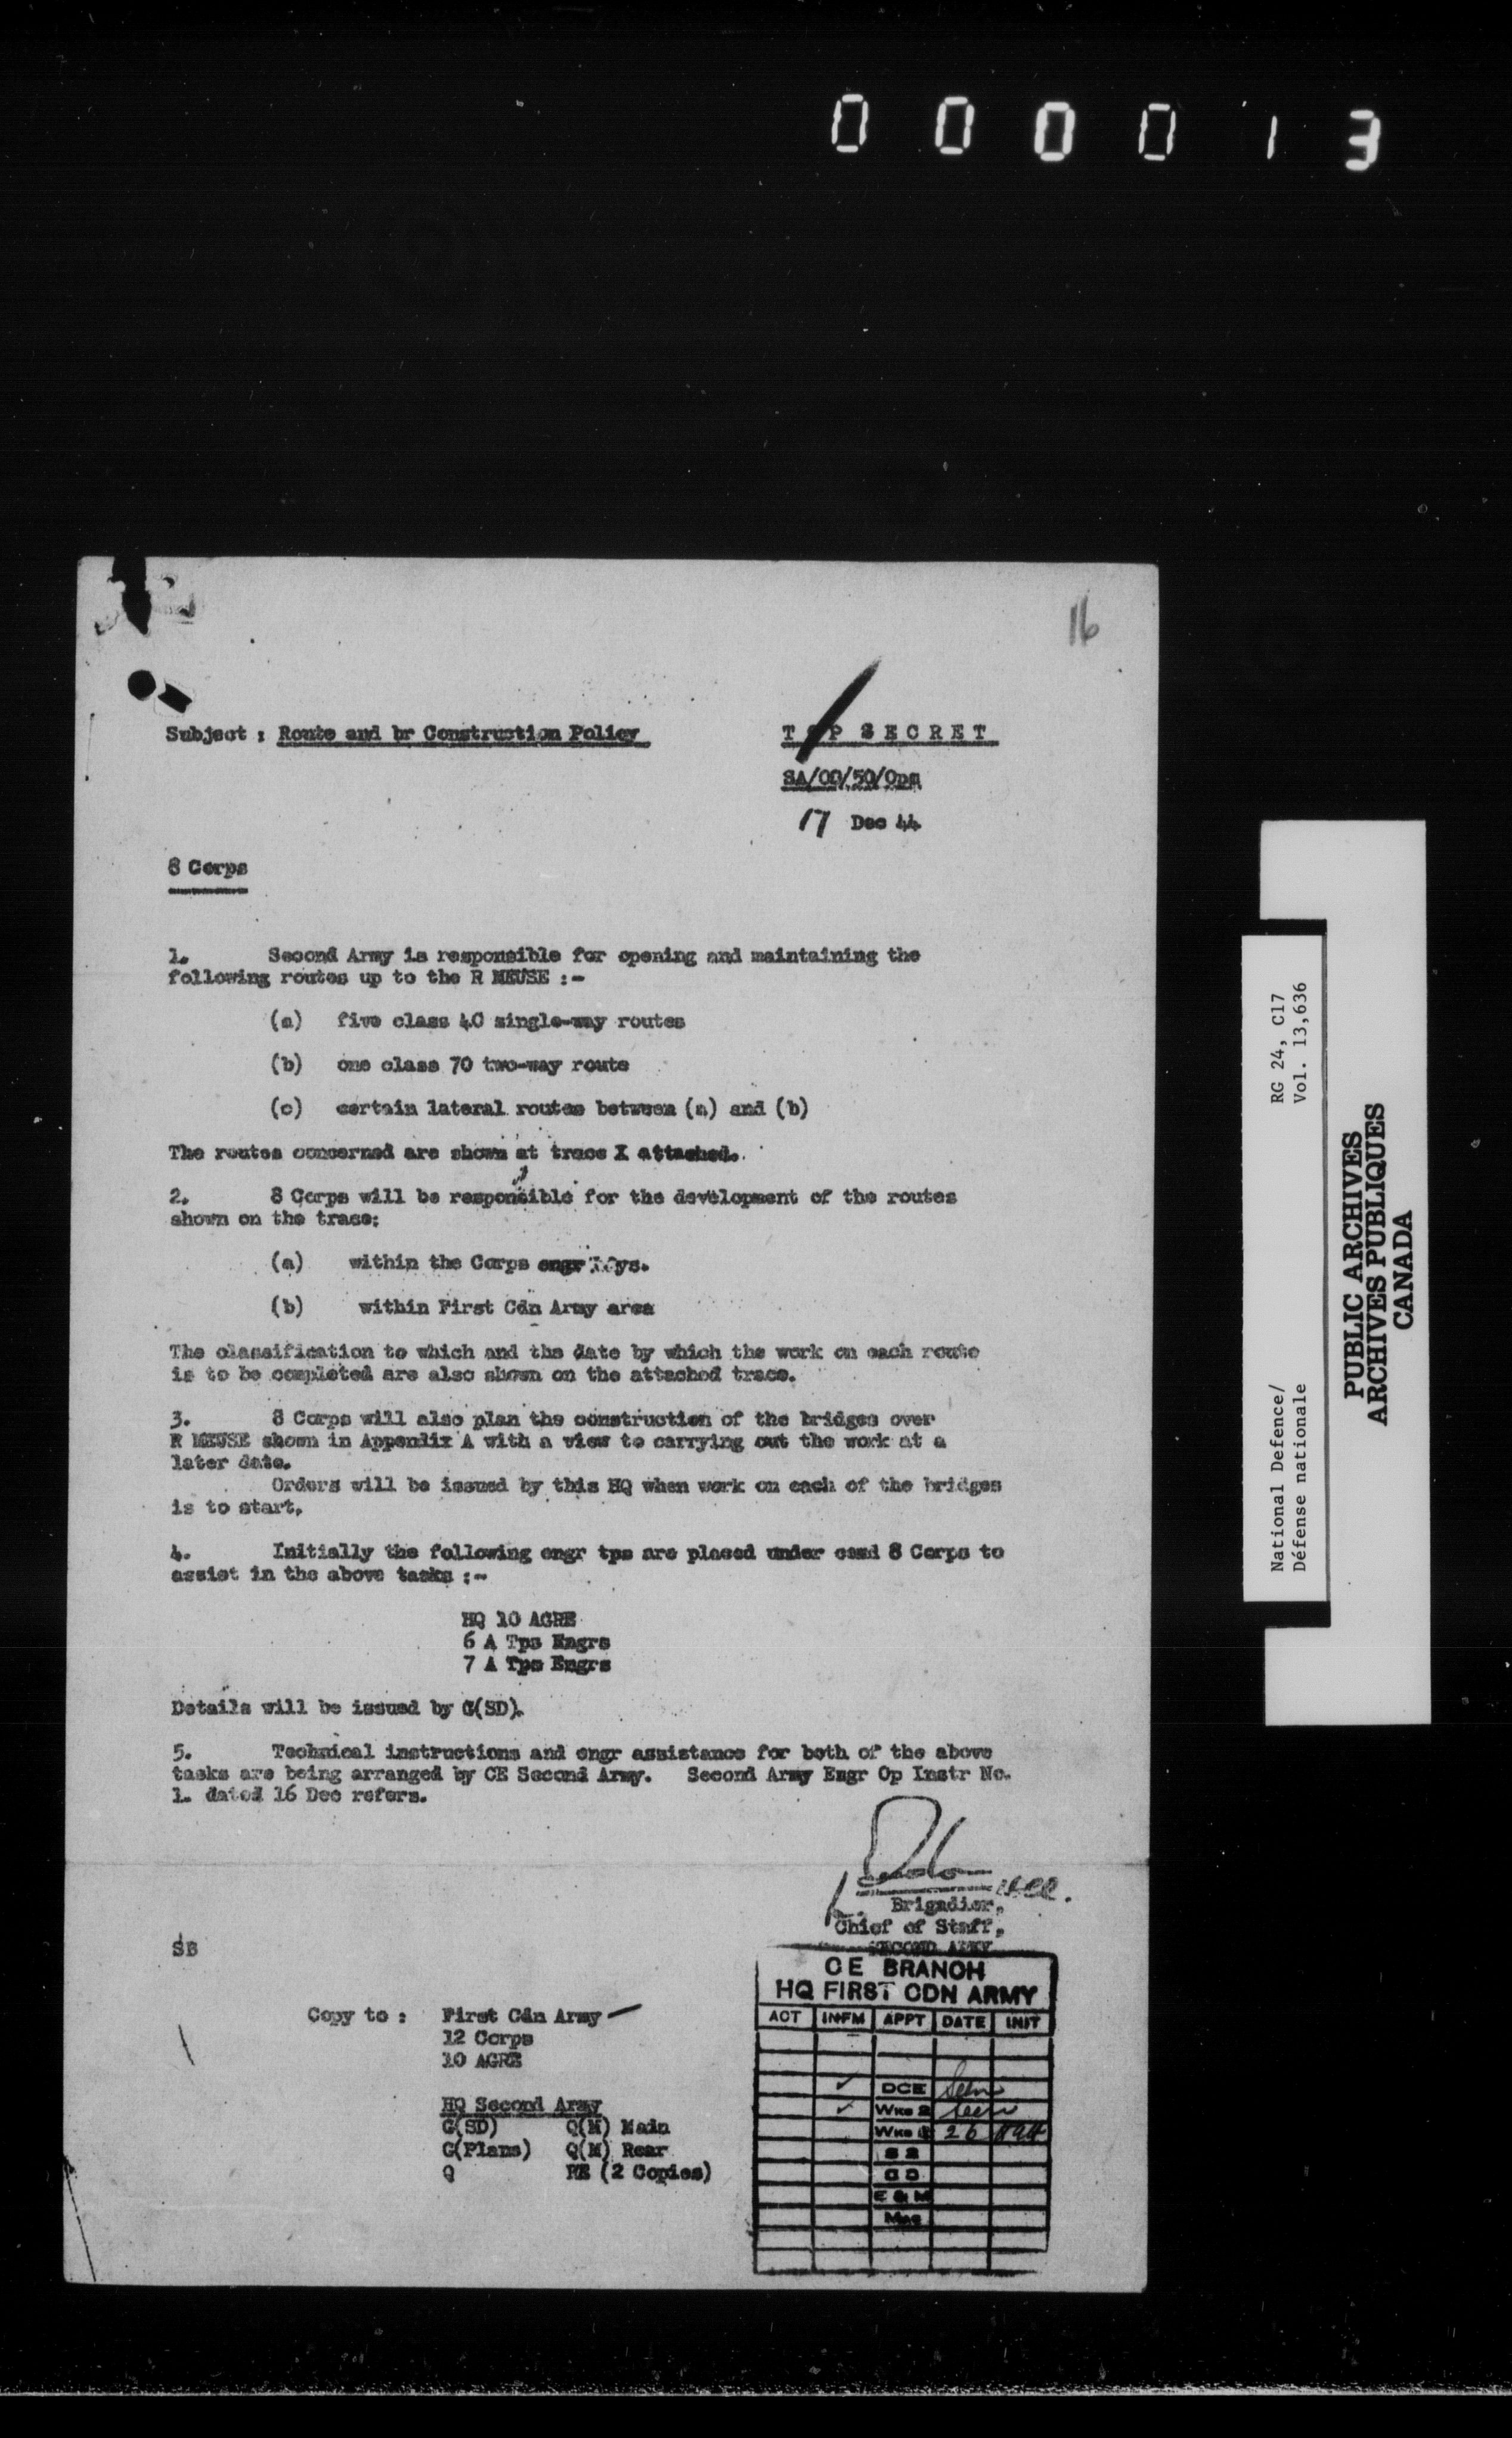 000013
16
Subject : Route and br Construction Policy
TOP SECRET
SA/00/50/Ops
17 Dec 44
8 Corps
1. Second Army is responsible for opening and maintaining the
following routes up to the R MEUSE :-
(a) five class 40 single-way routes
(b) one class 70 two-way route
(c) certain lateral routes between (a) and (b)
The routes concerned are shown at trace X attached.
2. 8 Corps will be responsible for the development of the routes
shown on the trace:
(a) within the Corps engr
(b) within First Cdn Army area
The classification to which and the date by which the work on each route
is to be completed are also shown on the attached trace.
3. 8 Corps will also plan the construction of the bridges over
R MEUSE shown in Appendix A with a view to carrying out the work at a
later date.
Orders will be issued by this HQ when work on each of the bridges
is to start.
4. Initially the following engr tps are placed under comd 8 Corps to
assist in the above tasks :-
HQ 10 AGRE
6 A Tps Engrs
7 A Tps Engrs
Details will be issued by G(SD).
5. Technical instructions and engr assistance for both of the above
tasks are being arranged by CE Second Army. Second Army Engr Op Instr No.
1. dated 16 Dec refers.
Brigadier,
Chief of Staff,
SECOND ARMY
SB
Copy to : First Cdn Army
12 Corps
10 AGRE
HQ Second Army
G(SD) Q(M) Main
G(Plans) Q(M) Rear
Q RE (2 Copies)
CE BRANCH
HQ FIRST CDN ARMY
ACT INFM APPT DATE INIT
✓ DCE Seen
✓ Wks 2 Seen
Wks 1 26
S 2
C D
E & M
Mac
National Defence/ RG 24, C17
Défense nationale Vol. 13,636
PUBLIC ARCHIVES
ARCHIVES PUBLIQUES
CANADA